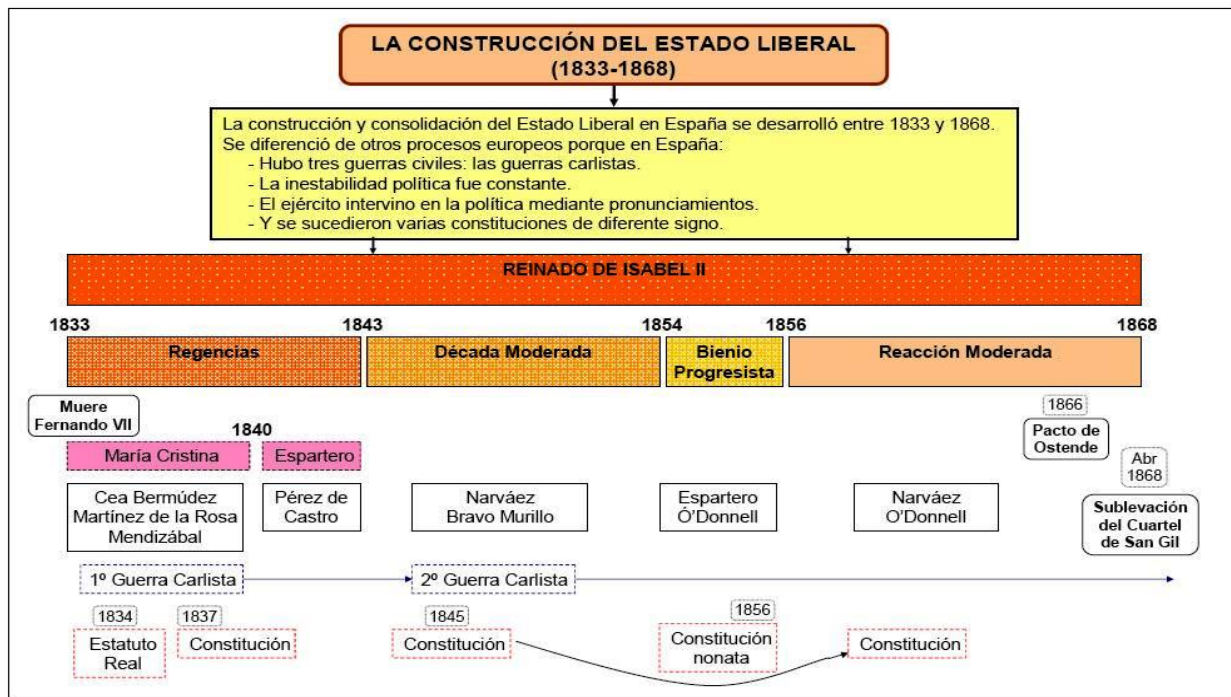 LA CONSTRUCCIÓN DEL ESTADO LIBERAL
(1833-1868)
La construcción y consolidación del Estado Liberal en España se desarrolló entre 1833 y 1868.
Se diferenció de otros procesos europeos porque en España:
- Hubo tres guerras civiles: las guerras carlistas.
- La inestabilidad política fue constante.
- El ejército intervino en la política mediante pronunciamientos.
- Y se sucedieron varias constituciones de diferente signo.
REINADO DE ISABEL II
1833
1843
1854
1856
1868
Regencias
Década Moderada
Bienio
Progresista
Reacción Moderada
Muere
Fernando VII
1840
1866
Pacto de
Ostende
María Cristina
Espartero
Abr
1868
Sublevación
del Cuartel
de San Gil
Cea Bermúdez
Martínez de la Rosa
Mendizábal
Pérez de
Castro
Narváez
Bravo Murillo
Espartero
Ó'Donnell
Narváez
O'Donnell
1º Guerra Carlista
2º Guerra Carlista
1834
Estatuto
Real
1837
Constitución
1845
Constitución
1856
Constitución
nonata
Constitución